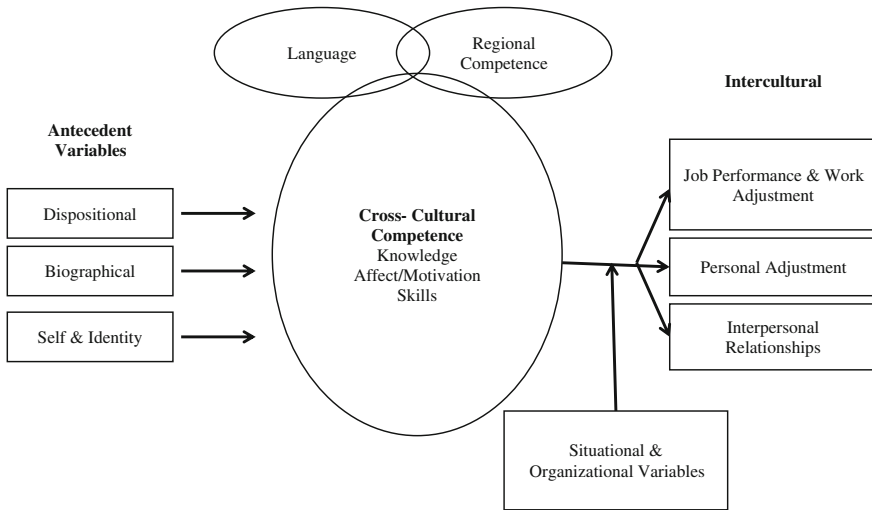 Language
Regional
Competence
Intercultural
Antecedent
Variables
Dispositional
Biographical
Self & Identity
Cross- Cultural
Competence
Knowledge
Affect/Motivation
Skills
Job Performance & Work
Adjustment
Personal Adjustment
Interpersonal
Relationships
Situational &
Organizational Variables